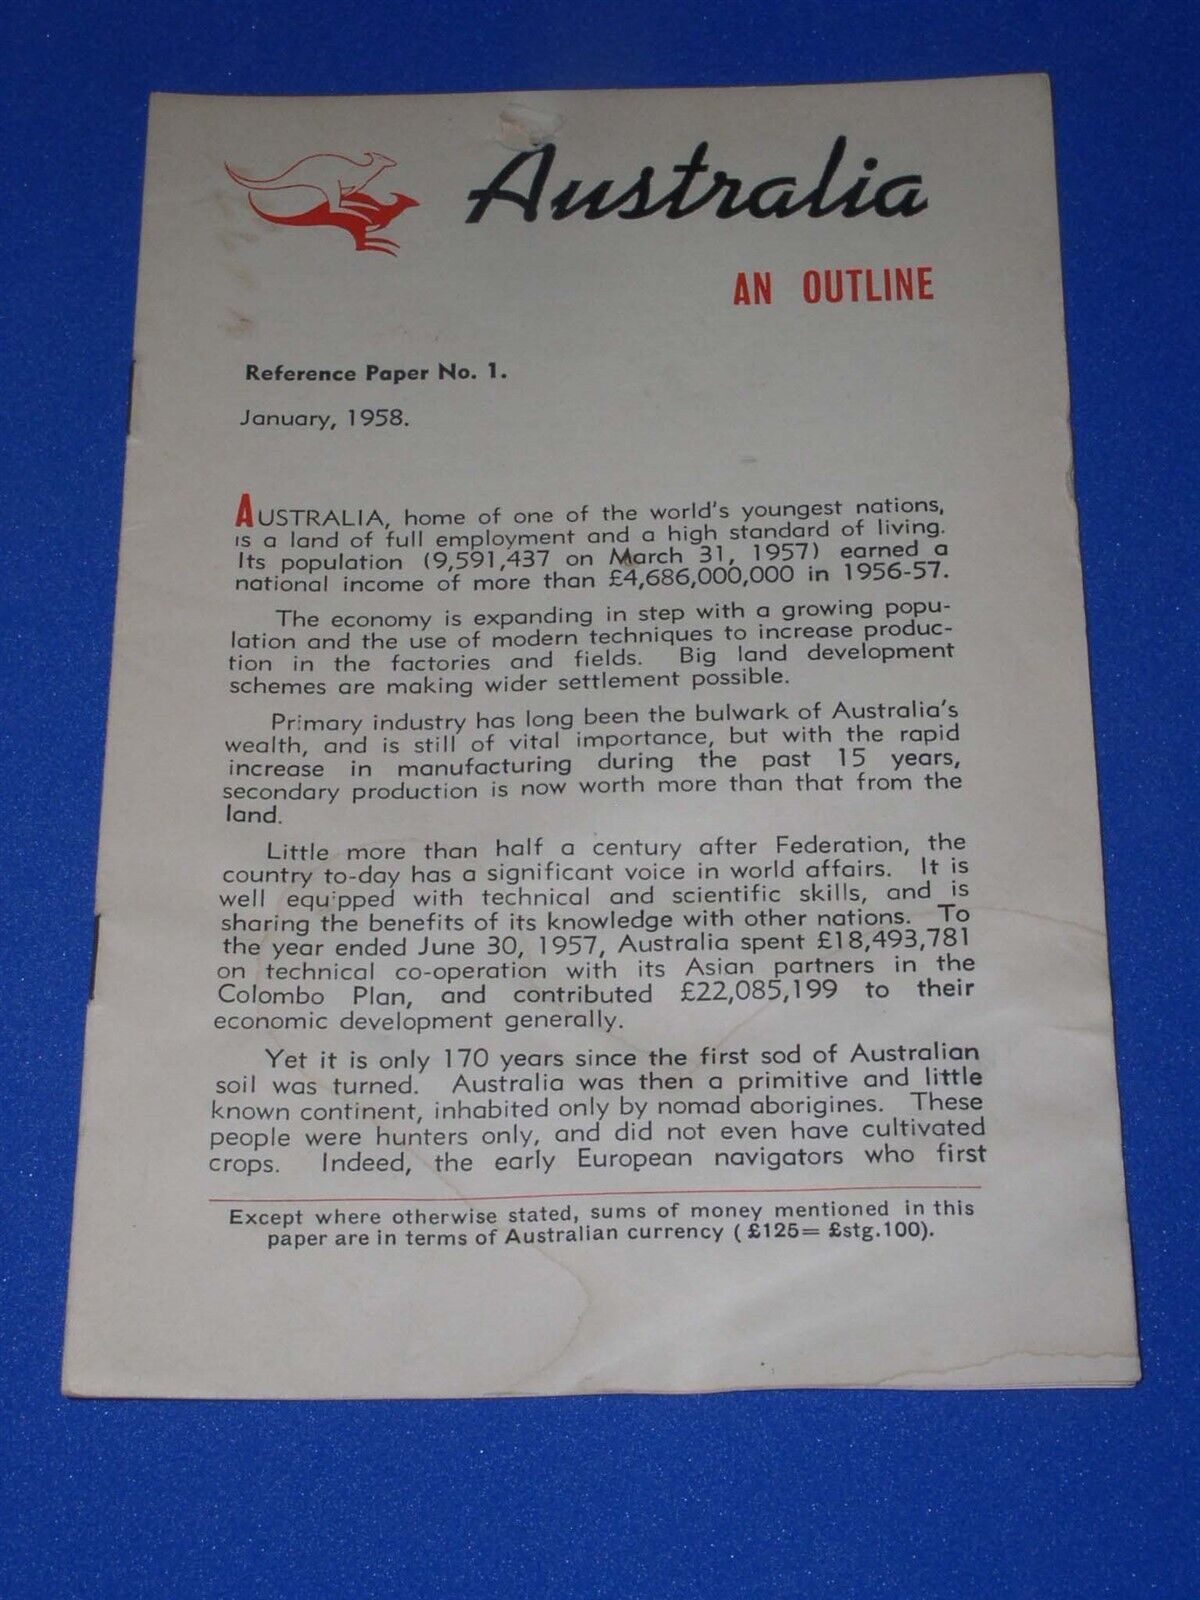 Australia
AN OUTLINE
Reference Paper No. 1.
January, 1958.
AUSTRALIA, home of one of the world's youngest nations,
is a land of full employment and a high standard of living.
Its population (9,591,437 on March 31, 1957) earned a
national income of more than £4,686,000,000 in 1956-57.
The economy is expanding in step with a growing popu-
lation and the use of modern techniques to increase produc-
tion in the factories and fields. Big land development
schemes are making wider settlement possible.
Primary industry has long been the bulwark of Australia's
wealth, and is still of vital importance, but with the rapid
increase in manufacturing during the past 15 years,
secondary production is now worth more than that from the
land.
Little more than half a century after Federation, the
country to-day has a significant voice in world affairs. It is
well equipped with technical and scientific skills, and is
sharing the benefits of its knowledge with other nations. To
the year ended June 30, 1957, Australia spent £18,493,781
on technical co-operation with its Asian partners in the
Colombo Plan, and contributed £22,085,199 to their
economic development generally.
Yet it is only 170 years since the first sod of Australian
soil was turned. Australia was then a primitive and little
known continent, inhabited only by nomad aborigines. These
people were hunters only, and did not even have cultivated
crops. Indeed, the early European navigators who first
Except where otherwise stated, sums of money mentioned in this
paper are in terms of Australian currency (£125= £stg.100).